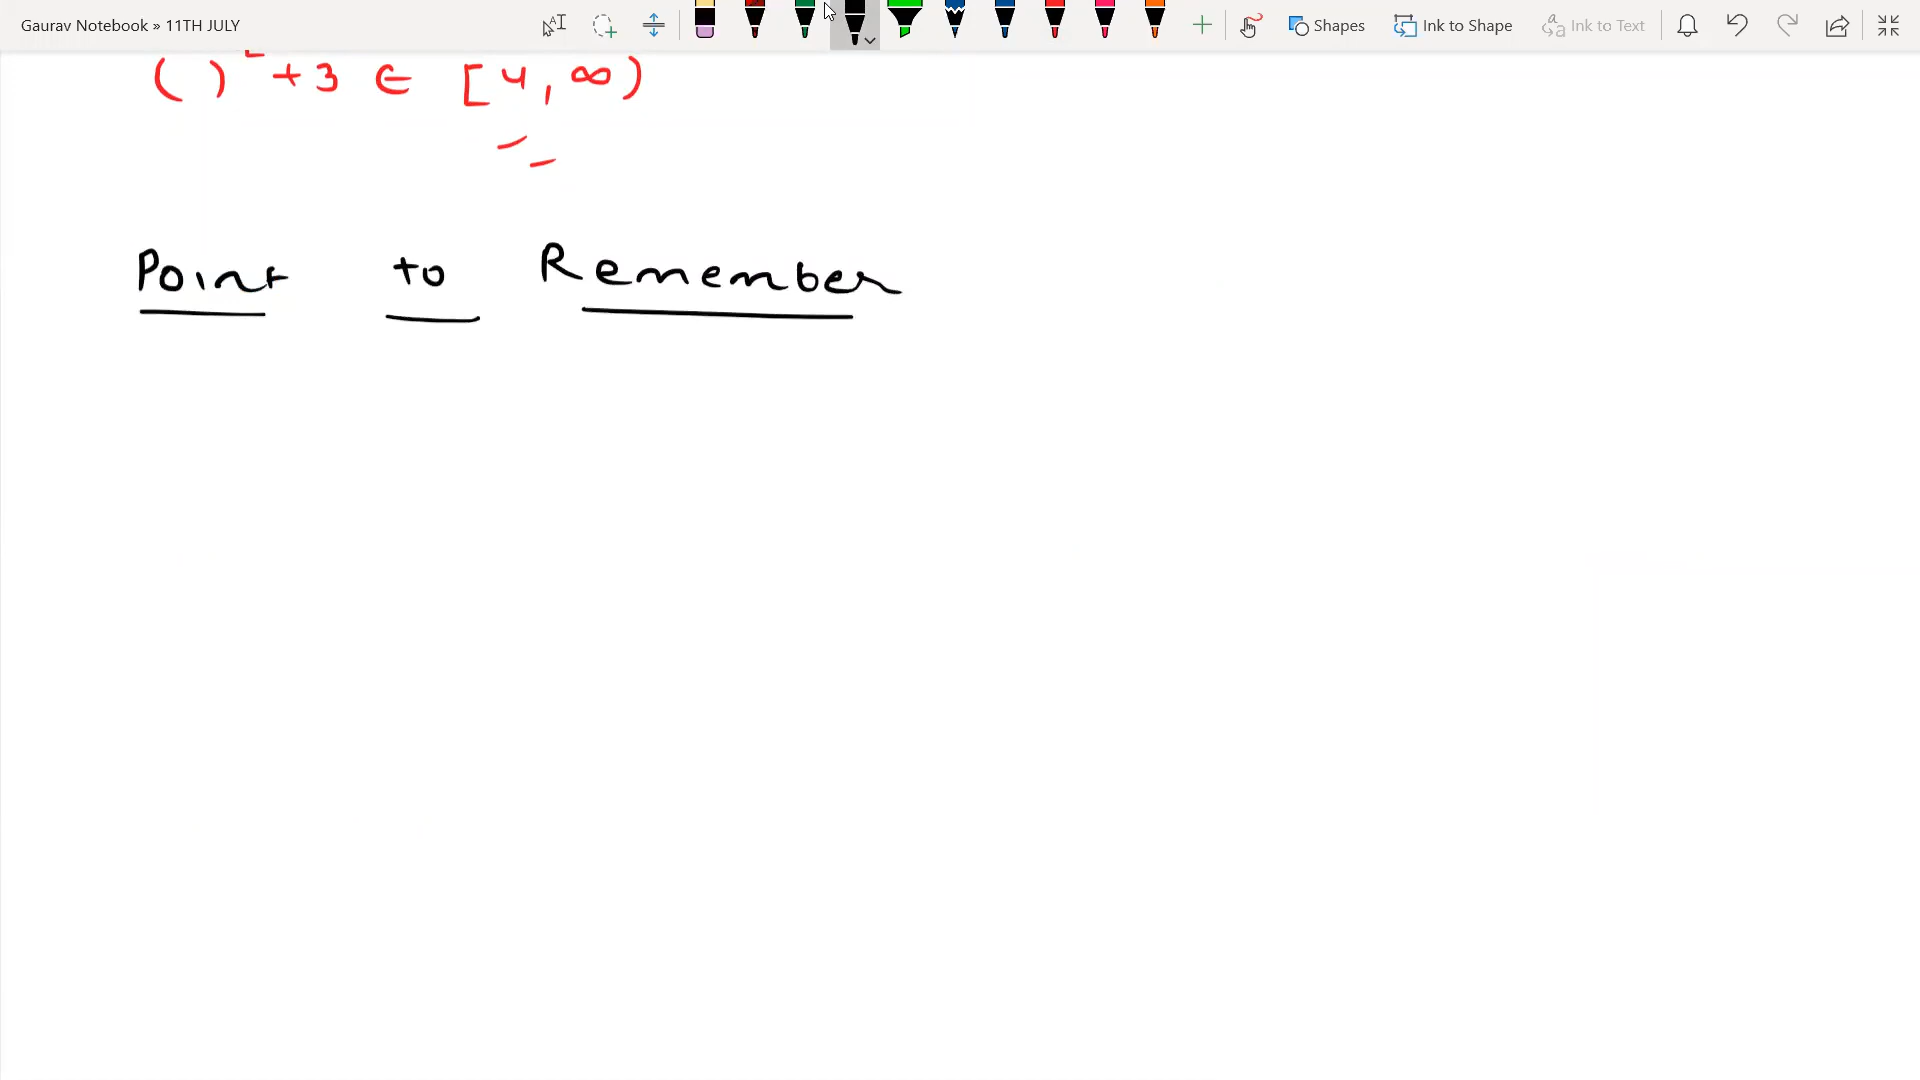 Gaurav Notebook » 11TH JULY Shapes Ink to Shape Ink to Text
( )² + 3 ∈ [4, ∞)
Point to Remember